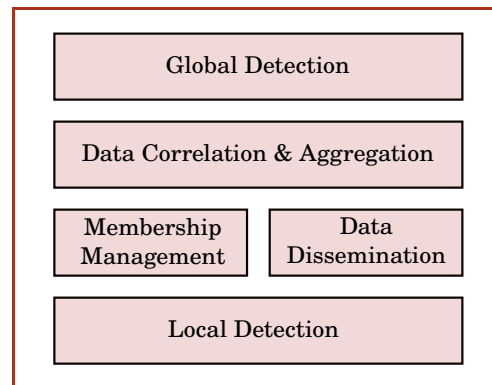 Global Detection
Data Correlation & Aggregation
Membership
Management
Data
Dissemination
Local Detection